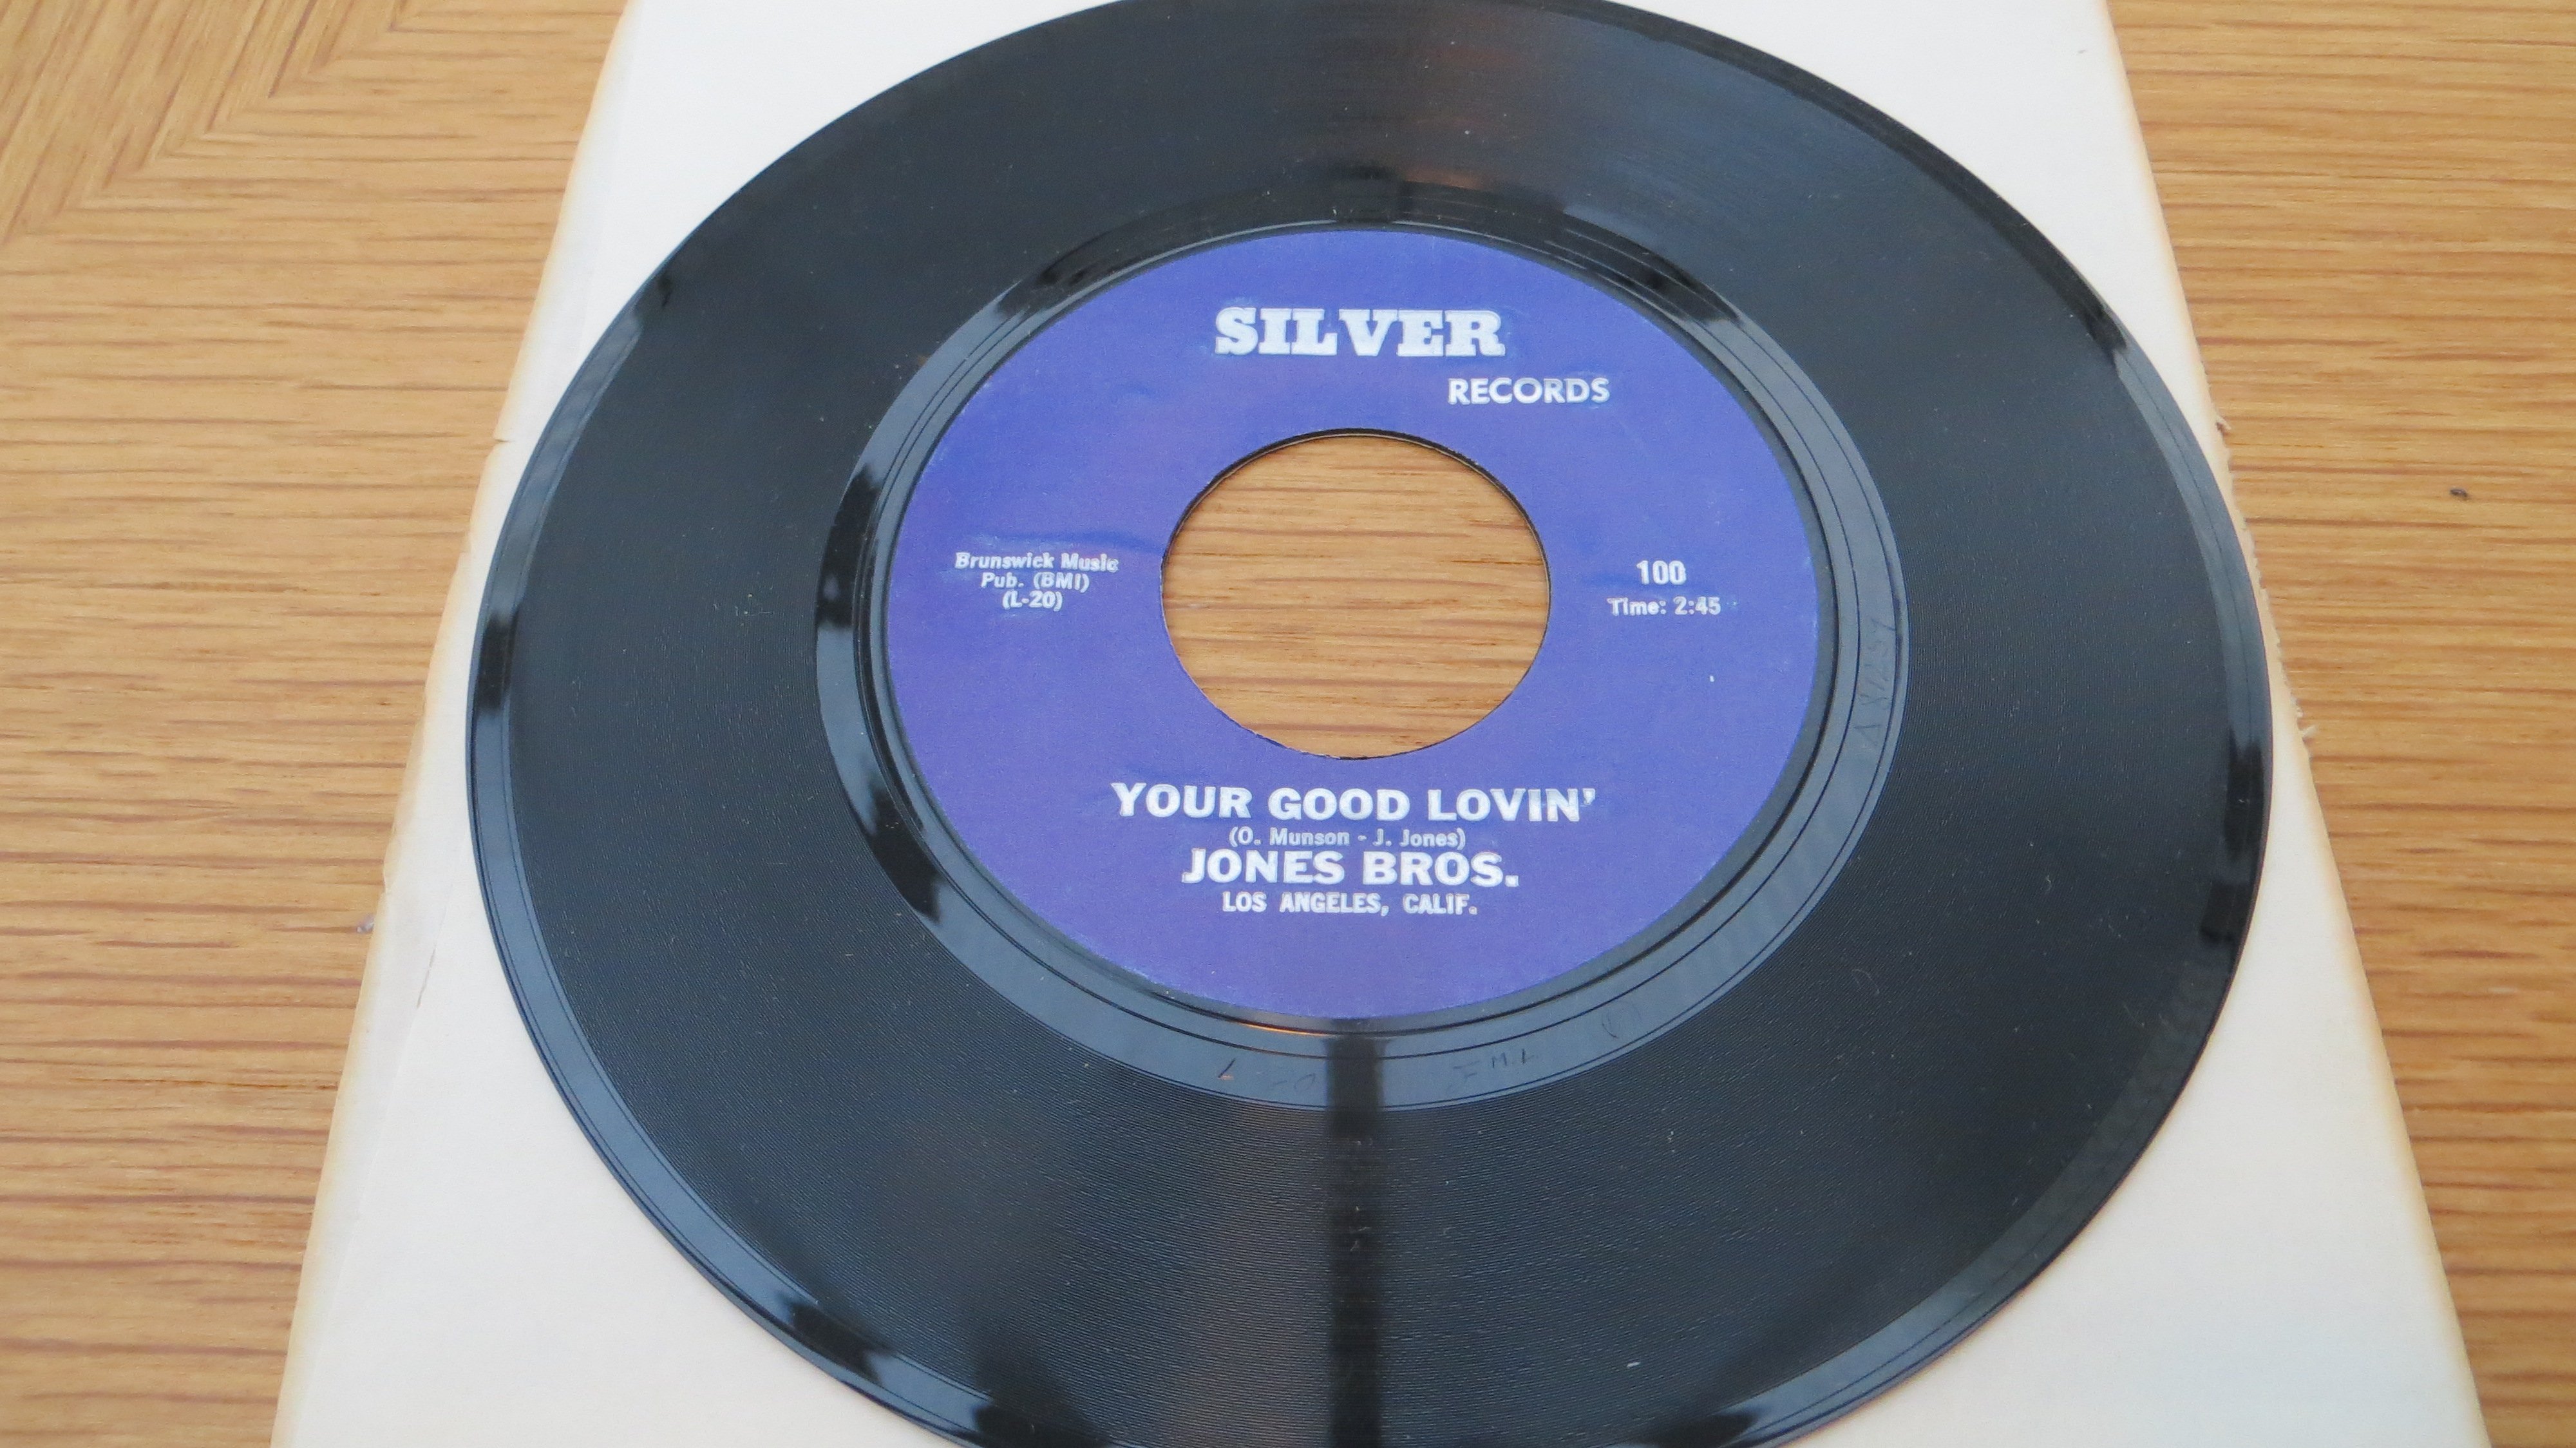 SILVER
RECORDS
Brunswick Music
Pub. (BMI)
(L-20)
100
Time: 2:45
YOUR GOOD LOVIN'
(O. Munson - J. Jones)
JONES BROS.
LOS ANGELES, CALIF.